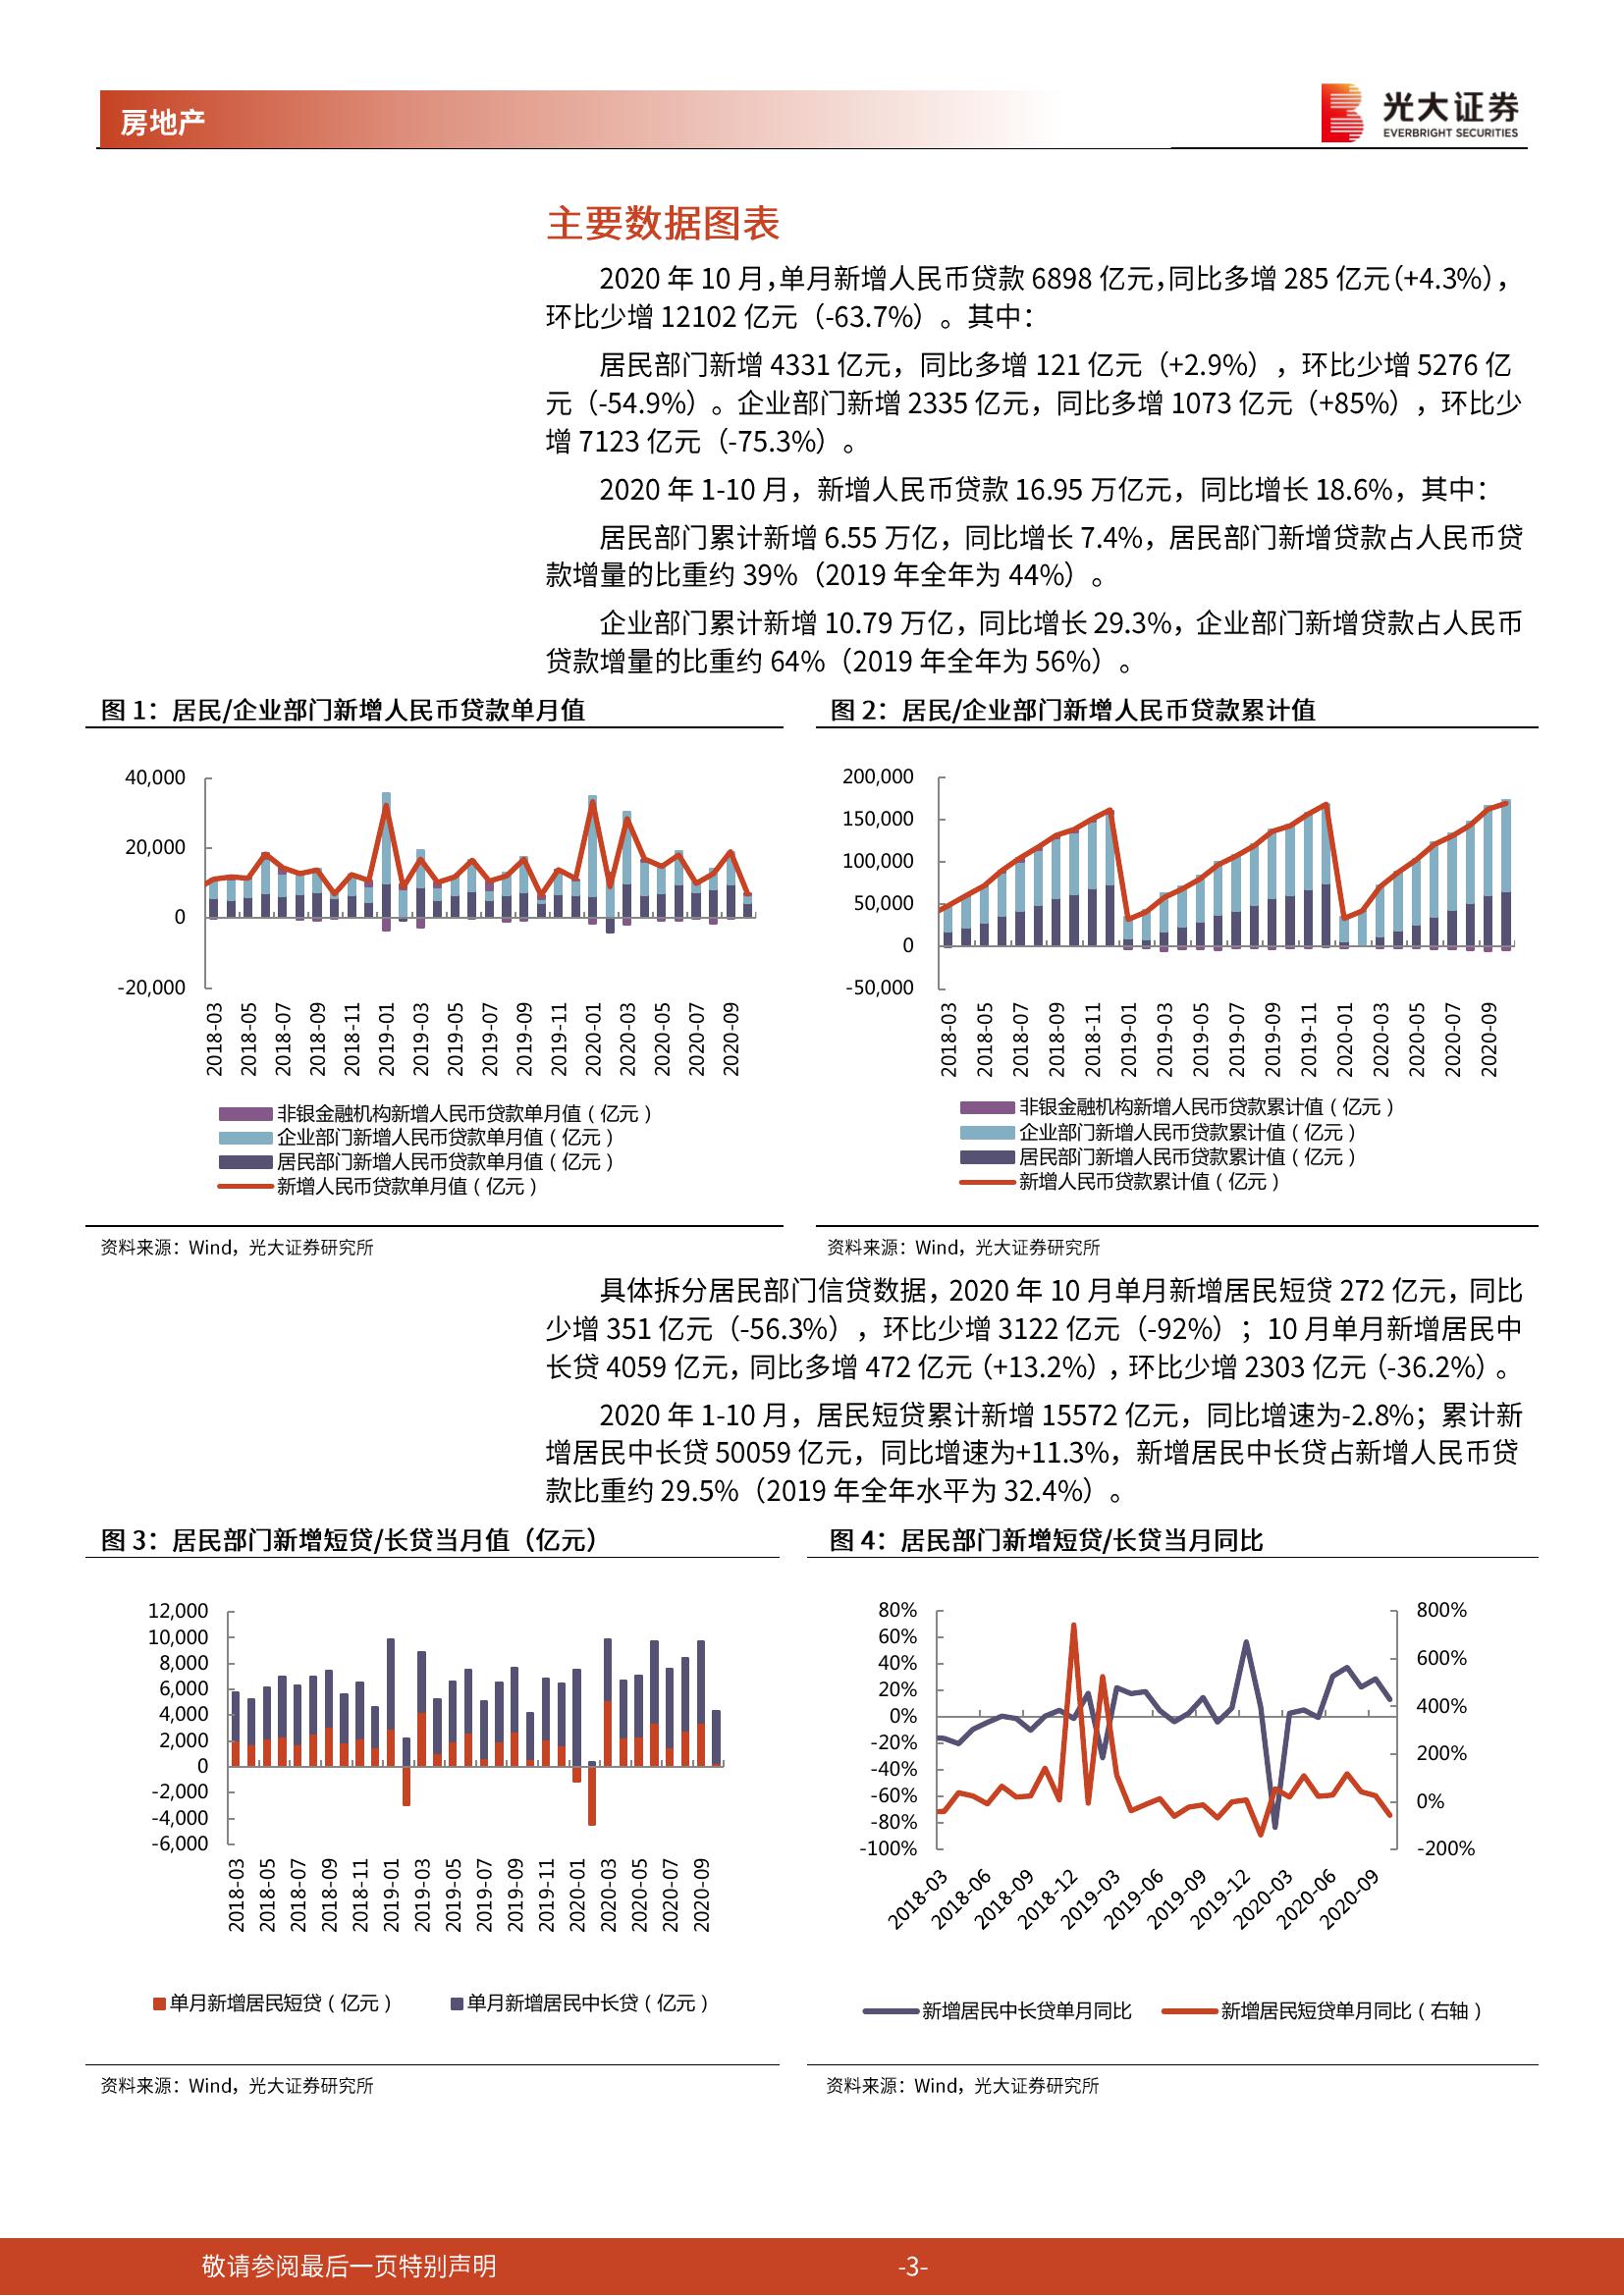 房地产
光大证券
EVERBRIGHT SECURITIES
主要数据图表
2020 年 10 月，单月新增人民币贷款 6898 亿元，同比多增 285 亿元（+4.3%），
环比少增 12102 亿元（-63.7%）。其中：
居民部门新增 4331 亿元，同比多增 121 亿元（+2.9%），环比少增 5276 亿
元（-54.9%）。企业部门新增 2335 亿元，同比多增 1073 亿元（+85%），环比少
增 7123 亿元（-75.3%）。
2020 年 1-10 月，新增人民币贷款 16.95 万亿元，同比增长 18.6%，其中：
居民部门累计新增 6.55 万亿，同比增长 7.4%，居民部门新增贷款占人民币贷
款增量的比重约 39%（2019 年全年为 44%）。
企业部门累计新增 10.79 万亿，同比增长 29.3%，企业部门新增贷款占人民币
贷款增量的比重约 64%（2019 年全年为 56%）。
图 1：居民/企业部门新增人民币贷款单月值
40,000
20,000
0
-20,000
2018-03
2018-05
2018-07
2018-09
2018-11
2019-01
2019-03
2019-05
2019-07
2019-09
2019-11
2020-01
2020-03
2020-05
2020-07
2020-09
非银金融机构新增人民币贷款单月值（亿元）
企业部门新增人民币贷款单月值（亿元）
居民部门新增人民币贷款单月值（亿元）
新增人民币贷款单月值（亿元）
资料来源：Wind，光大证券研究所
图 2：居民/企业部门新增人民币贷款累计值
200,000
150,000
100,000
50,000
0
-50,000
2018-03
2018-05
2018-07
2018-09
2018-11
2019-01
2019-03
2019-05
2019-07
2019-09
2019-11
2020-01
2020-03
2020-05
2020-07
2020-09
非银金融机构新增人民币贷款累计值（亿元）
企业部门新增人民币贷款累计值（亿元）
居民部门新增人民币贷款累计值（亿元）
新增人民币贷款累计值（亿元）
资料来源：Wind，光大证券研究所
具体拆分居民部门信贷数据，2020 年 10 月单月新增居民短贷 272 亿元，同比
少增 351 亿元（-56.3%），环比少增 3122 亿元（-92%）；10 月单月新增居民中
长贷 4059 亿元，同比多增 472 亿元（+13.2%），环比少增 2303 亿元（-36.2%）。
2020 年 1-10 月，居民短贷累计新增 15572 亿元，同比增速为-2.8%；累计新
增居民中长贷 50059 亿元，同比增速为+11.3%，新增居民中长贷占新增人民币贷
款比重约 29.5%（2019 年全年水平为 32.4%）。
图 3：居民部门新增短贷/长贷当月值（亿元）
12,000
10,000
8,000
6,000
4,000
2,000
0
-2,000
-4,000
-6,000
2018-03
2018-05
2018-07
2018-09
2018-11
2019-01
2019-03
2019-05
2019-07
2019-09
2019-11
2020-01
2020-03
2020-05
2020-07
2020-09
单月新增居民短贷（亿元）
单月新增居民中长贷（亿元）
资料来源：Wind，光大证券研究所
图 4：居民部门新增短贷/长贷当月同比
80%
60%
40%
20%
0%
-20%
-40%
-60%
-80%
-100%
800%
600%
400%
200%
0%
-200%
2018-03
2018-06
2018-09
2018-12
2019-03
2019-06
2019-09
2019-12
2020-03
2020-06
2020-09
新增居民中长贷单月同比
新增居民短贷单月同比（右轴）
资料来源：Wind，光大证券研究所
敬请参阅最后一页特别声明
-3-